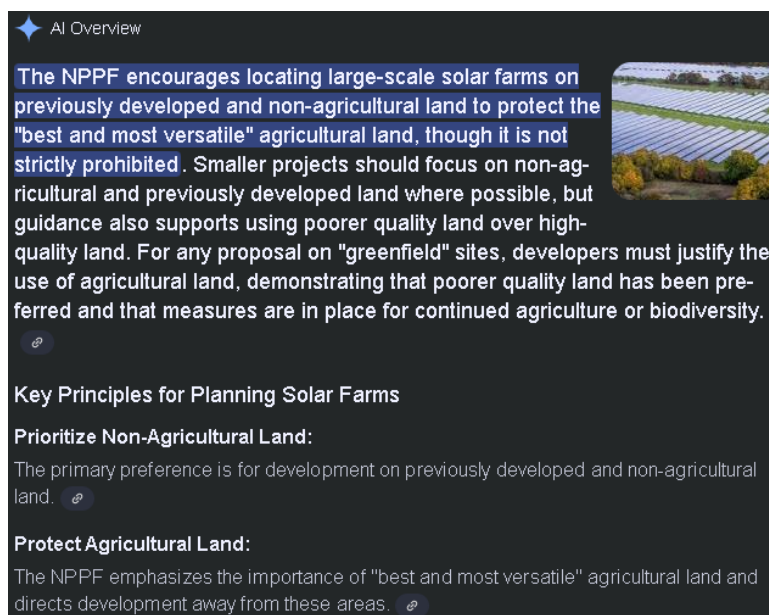 AI Overview
The NPPF encourages locating large-scale solar farms on
previously developed and non-agricultural land to protect the
"best and most versatile" agricultural land, though it is not
strictly prohibited. Smaller projects should focus on non-ag-
ricultural and previously developed land where possible, but
guidance also supports using poorer quality land over high-
quality land. For any proposal on "greenfield" sites, developers must justify the
use of agricultural land, demonstrating that poorer quality land has been pre-
ferred and that measures are in place for continued agriculture or biodiversity.
Key Principles for Planning Solar Farms
Prioritize Non-Agricultural Land:
The primary preference is for development on previously developed and non-agricultural
land.
Protect Agricultural Land:
The NPPF emphasizes the importance of "best and most versatile" agricultural land and
directs development away from these areas.